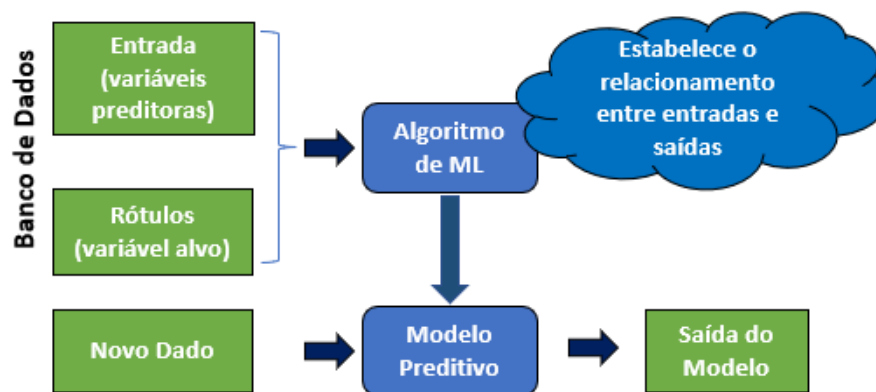 Banco de Dados
Entrada
(variáveis
preditoras)
Rótulos
(variável alvo)
Algoritmo
de ML
Estabelece o
relacionamento
entre entradas e
saídas
Novo Dado
Modelo
Preditivo
Saída do
Modelo